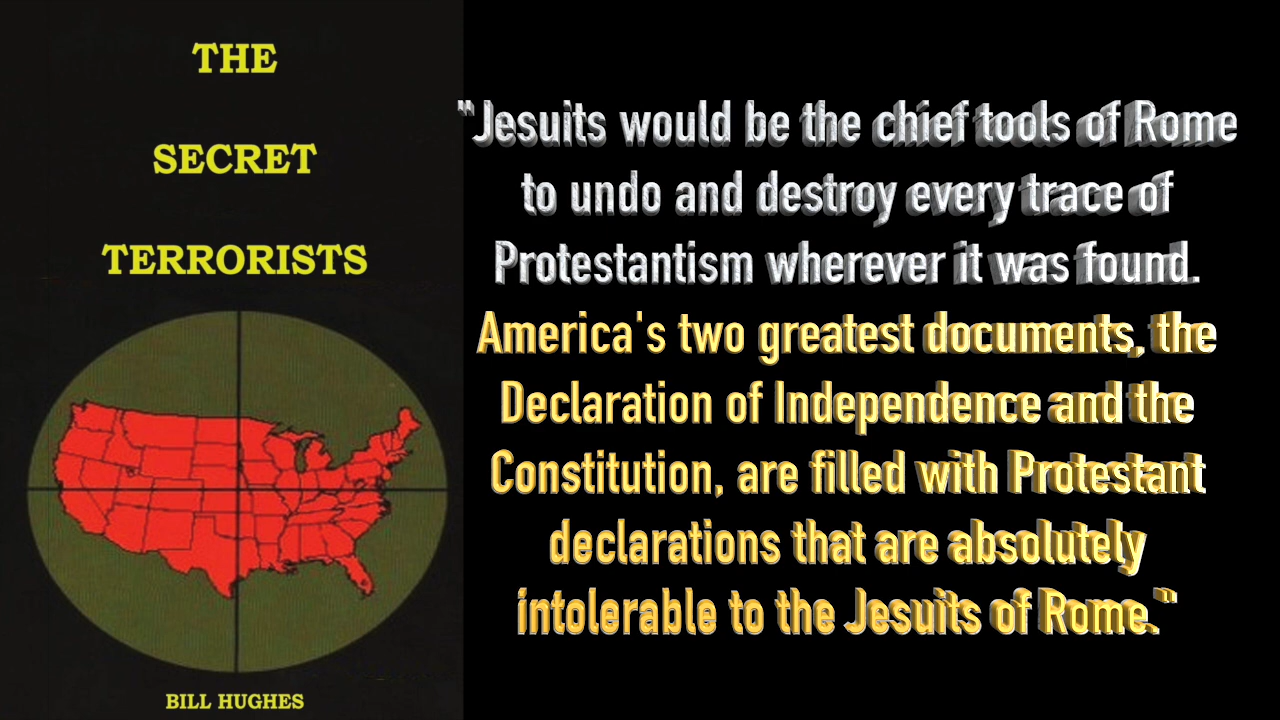 THE
SECRET
TERRORISTS
BILL HUGHES
"Jesuits would be the chief tools of Rome
to undo and destroy every trace of
Protestantism wherever it was found.
America's two greatest documents, the
Declaration of Independence and the
Constitution, are filled with Protestant
declarations that are absolutely
intolerable to the Jesuits of Rome."